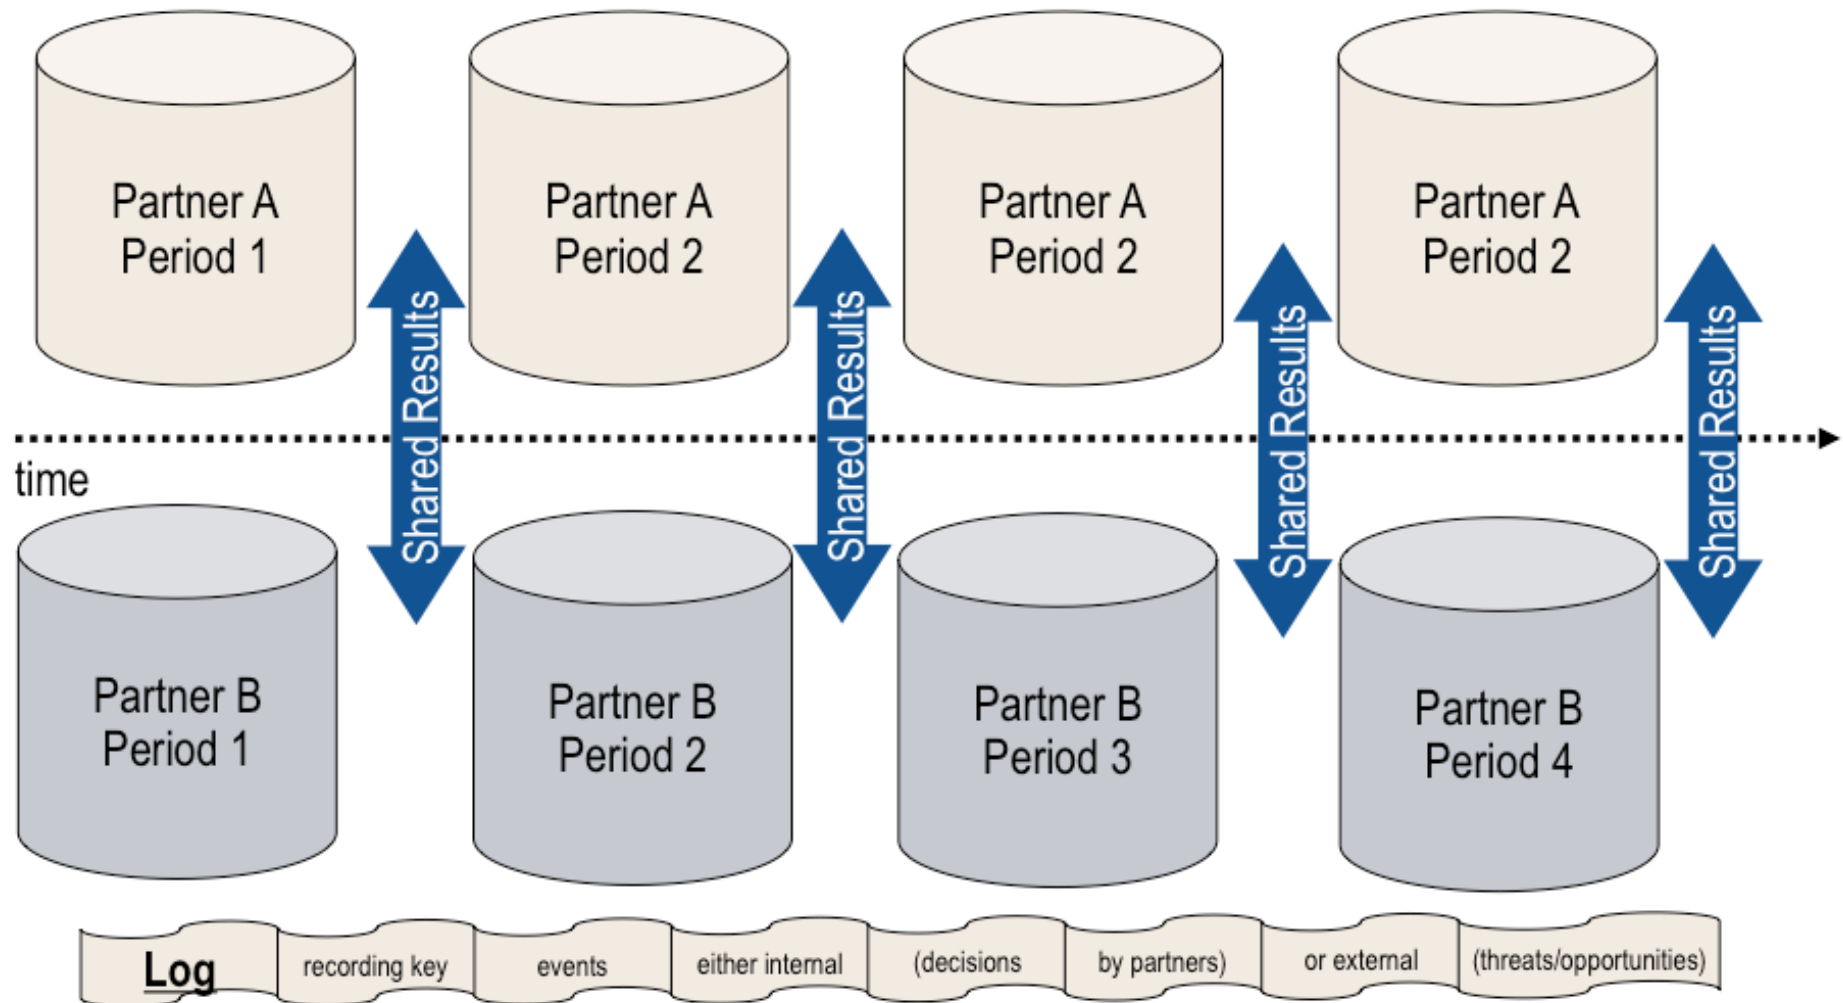 Partner A
Period 1
Partner A
Period 2
Partner A
Period 2
Partner A
Period 2
Shared Results
Shared Results
Shared Results
Shared Results
time
Partner B
Period 1
Partner B
Period 2
Partner B
Period 3
Partner B
Period 4
Log recording key events either internal (decisions by partners) or external (threats/opportunities)